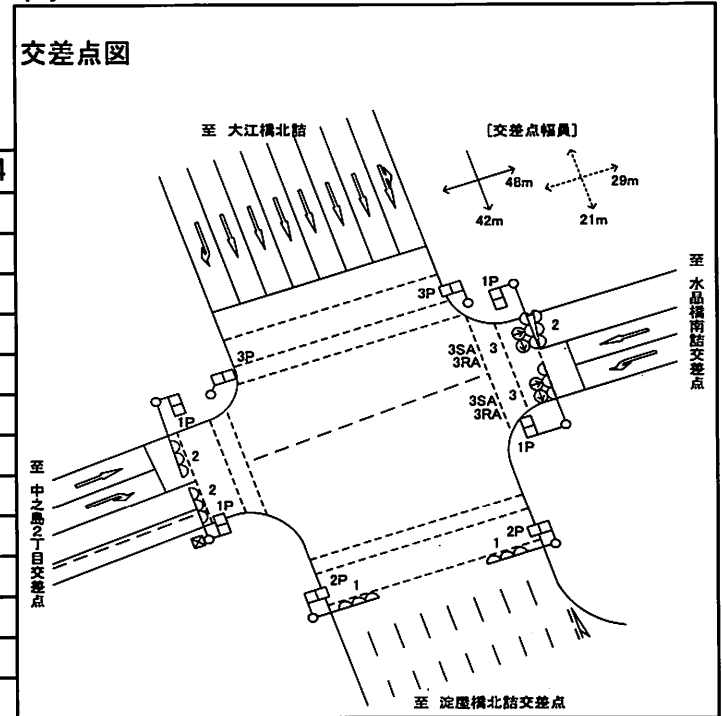 交差点図
至 大江橋北詰
[交差点幅員]
48m
42m
29m
21m
4
3P
1P
2
至 水晶橋南詰交差点
3P
3SA
3RA
3
3SA
3RA
3
1P
1P
2
2
1P
至 中之島2丁目交差点
2P
1
2P
1
N
至 淀屋橋北詰交差点